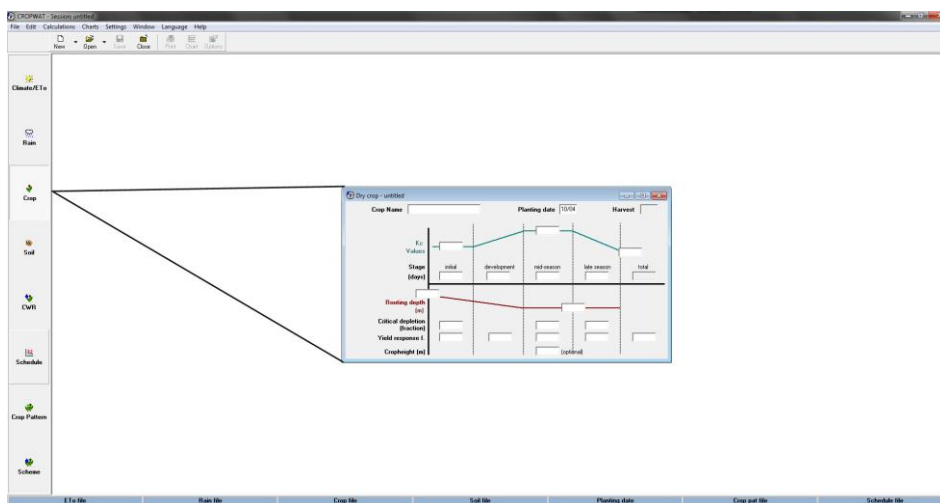 CROPWAT - Session: untitled
File Edit Calculations Charts Settings Window Language Help
New Open Save Close Print Chart Options
Climate/ETo
Rain
Crop
Soil
CWR
Schedule
Crop Pattern
Scheme
Dry crop - untitled
Crop Name Planting date 10/04 Harvest
Kc
Values
Stage initial development mid-season late season total
(days)
Rooting depth
(m)
Critical depletion
(fraction)
Yield response f.
Cropheight (m) (optional)
ETo file Rain file Crop file Soil file Planting date Crop pat file Schedule file